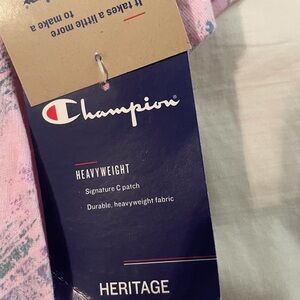 It takes a little more
to make a
Champion
HEAVYWEIGHT
Signature C patch
Durable, heavyweight fabric
HERITAGE